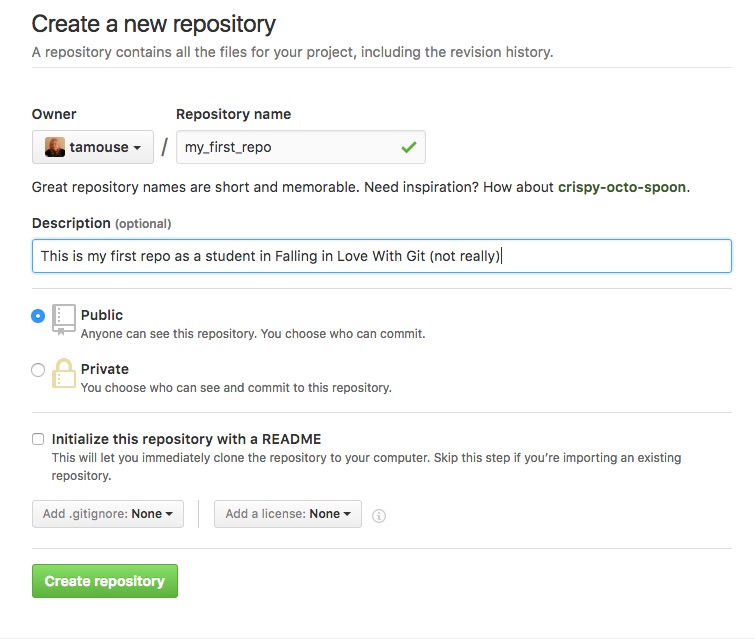 Create a new repository
A repository contains all the files for your project, including the revision history.
Owner
Repository name
tamouse
/
my_first_repo
Great repository names are short and memorable. Need inspiration? How about crispy-octo-spoon.
Description (optional)
This is my first repo as a student in Falling in Love With Git (not really)
Public
Anyone can see this repository. You choose who can commit.
Private
You choose who can see and commit to this repository.
Initialize this repository with a README
This will let you immediately clone the repository to your computer. Skip this step if you’re importing an existing
repository.
Add .gitignore: None
Add a license: None
Create repository